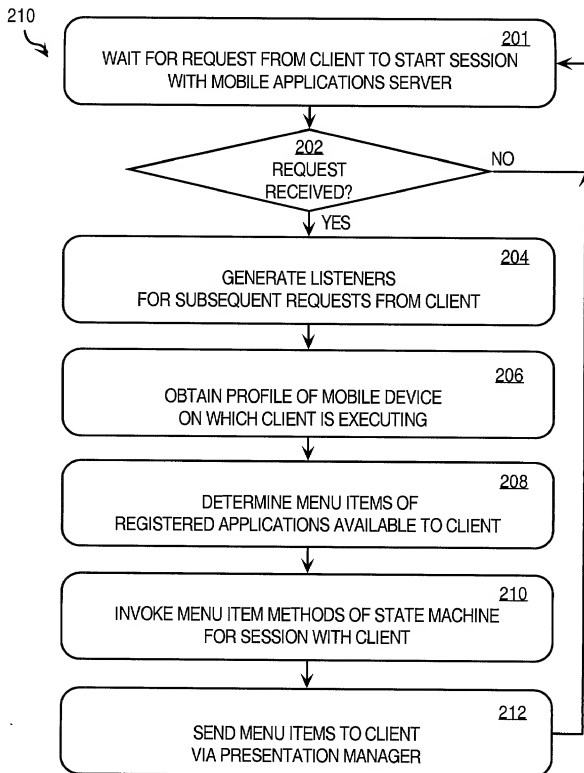 210
201
WAIT FOR REQUEST FROM CLIENT TO START SESSION
WITH MOBILE APPLICATIONS SERVER
202
REQUEST
RECEIVED?
NO
YES
204
GENERATE LISTENERS
FOR SUBSEQUENT REQUESTS FROM CLIENT
206
OBTAIN PROFILE OF MOBILE DEVICE
ON WHICH CLIENT IS EXECUTING
208
DETERMINE MENU ITEMS OF
REGISTERED APPLICATIONS AVAILABLE TO CLIENT
210
INVOKE MENU ITEM METHODS OF STATE MACHINE
FOR SESSION WITH CLIENT
212
SEND MENU ITEMS TO CLIENT
VIA PRESENTATION MANAGER